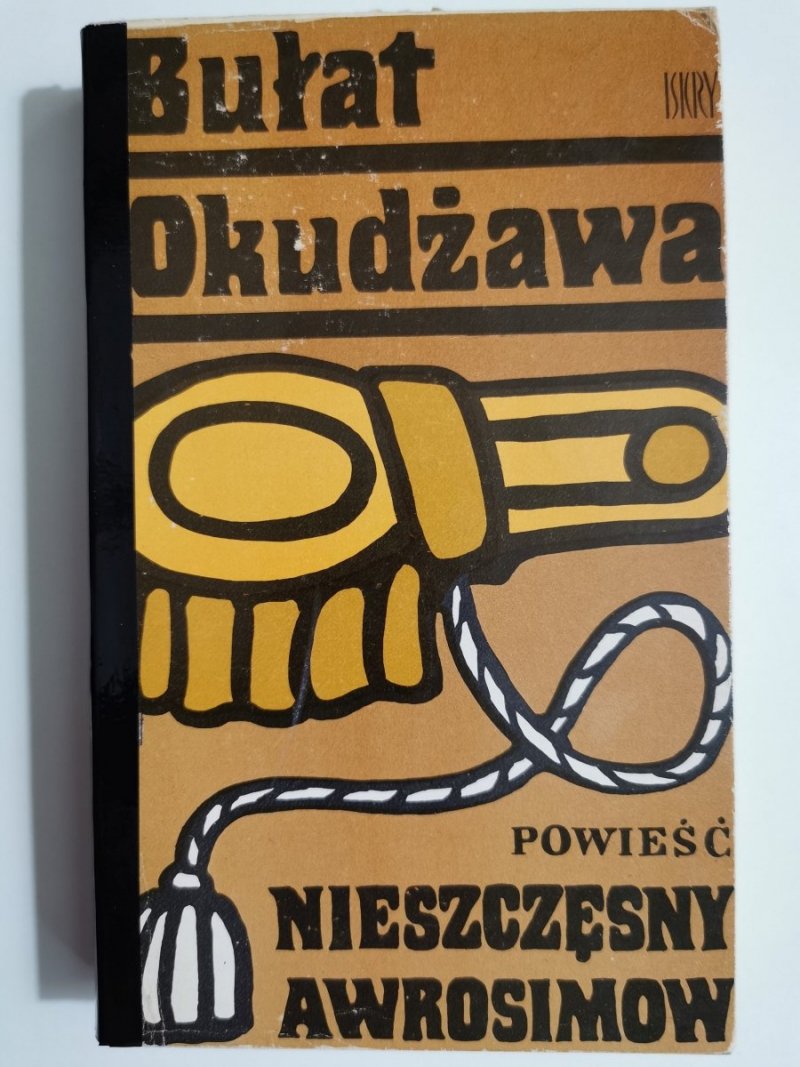 Bułat
ISKRY
Okudżawa
POWIEŚĆ
NIESZCZĘSNY
AWROSIMOW